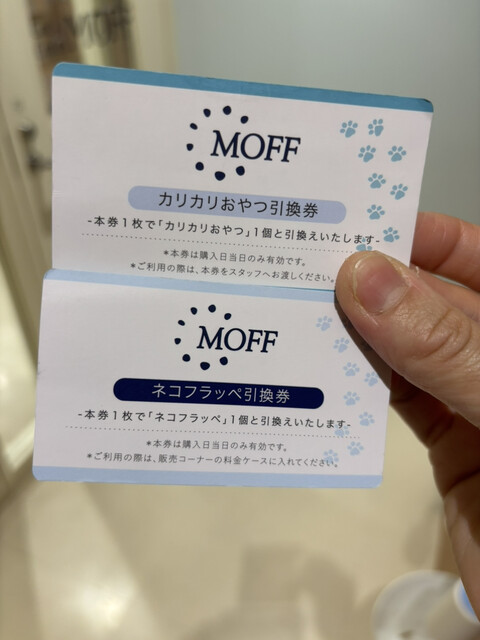 MOFF
カリカリおやつ引換券
-本券1枚で「カリカリおやつ」1個と引換えいたします-
*本券は購入日当日のみ有効です。
*ご利用の際は、本券をスタッフへお渡しください。
MOFF
ネコフラッペ引換券
-本券1枚で「ネコフラッペ」1個と引換えいたします-
*本券は購入日当日のみ有効です。
*ご利用の際は、販売コーナーの料金ケースに入れてください。